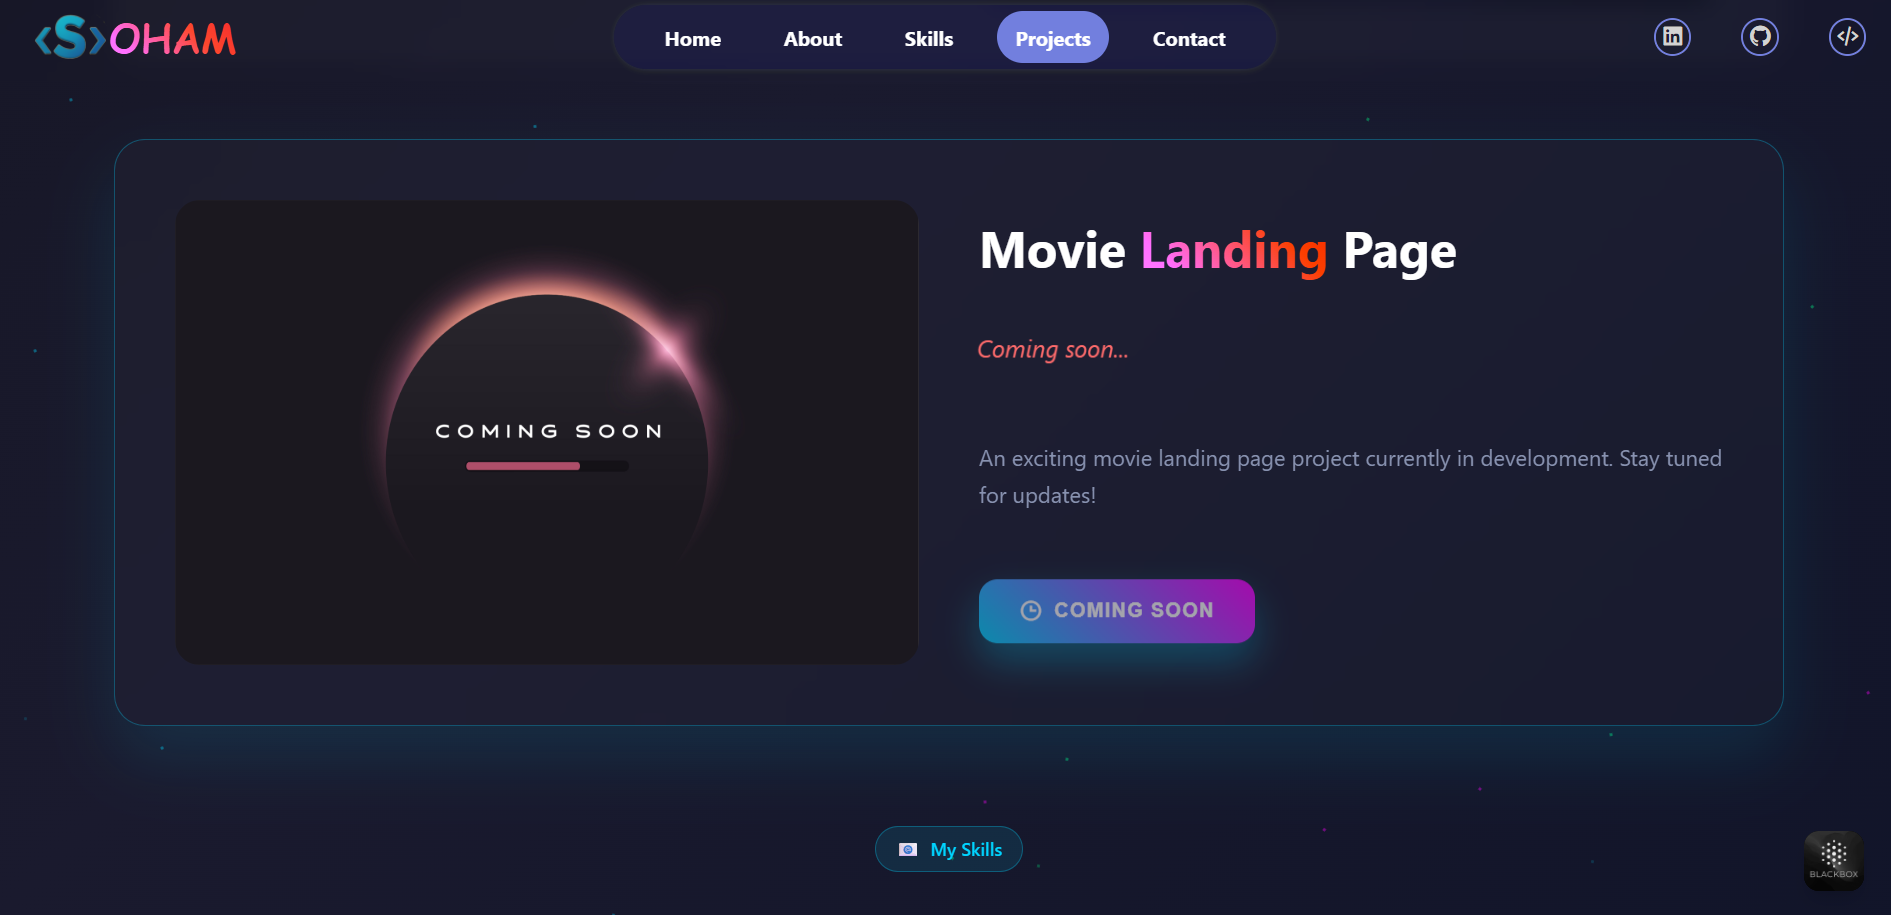 <S>OHAM
Home About Skills Projects Contact
Movie Landing Page
Coming soon...
COMING SOON
An exciting movie landing page project currently in development. Stay tuned
for updates!
COMING SOON
My Skills
BLACKBOX